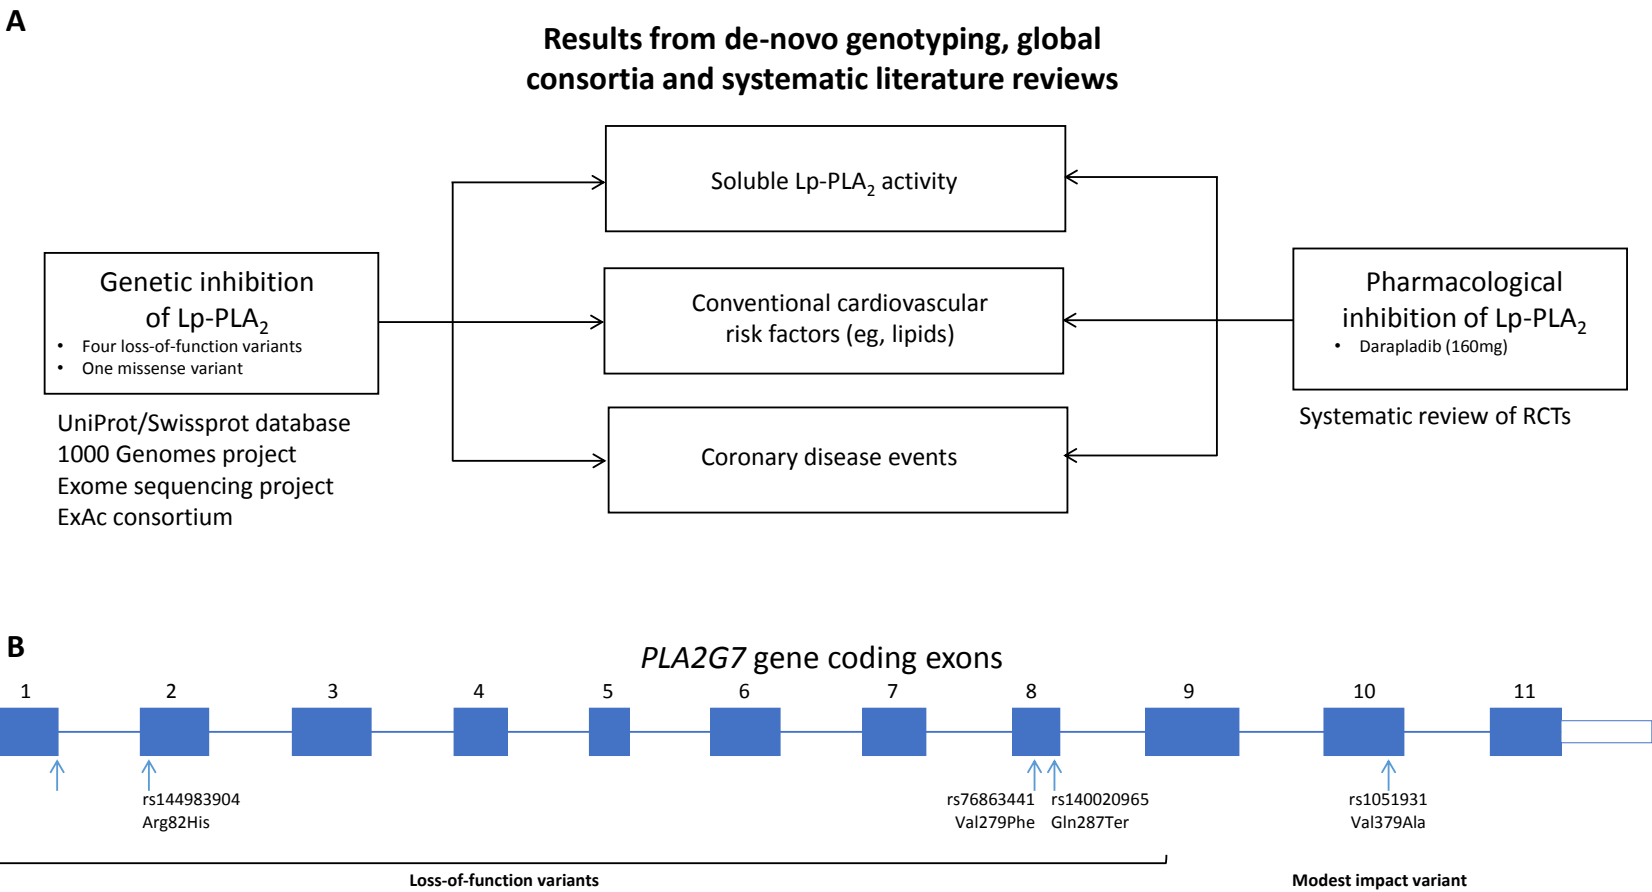 A
Results from de-novo genotyping, global
consortia and systematic literature reviews
Soluble Lp-PLA2 activity
Genetic inhibition
of Lp-PLA2
• Four loss-of-function variants
• One missense variant
Conventional cardiovascular
risk factors (eg, lipids)
Pharmacological
inhibition of Lp-PLA2
• Darapladib (160mg)
UniProt/Swissprot database
1000 Genomes project
Exome sequencing project
ExAc consortium
Coronary disease events
Systematic review of RCTs
B
PLA2G7 gene coding exons
1 2 3 4 5 6 7 8 9 10 11
rs144983904
Arg82His
rs76863441
Val279Phe
rs140020965
Gln287Ter
rs1051931
Val379Ala
Loss-of-function variants
Modest impact variant